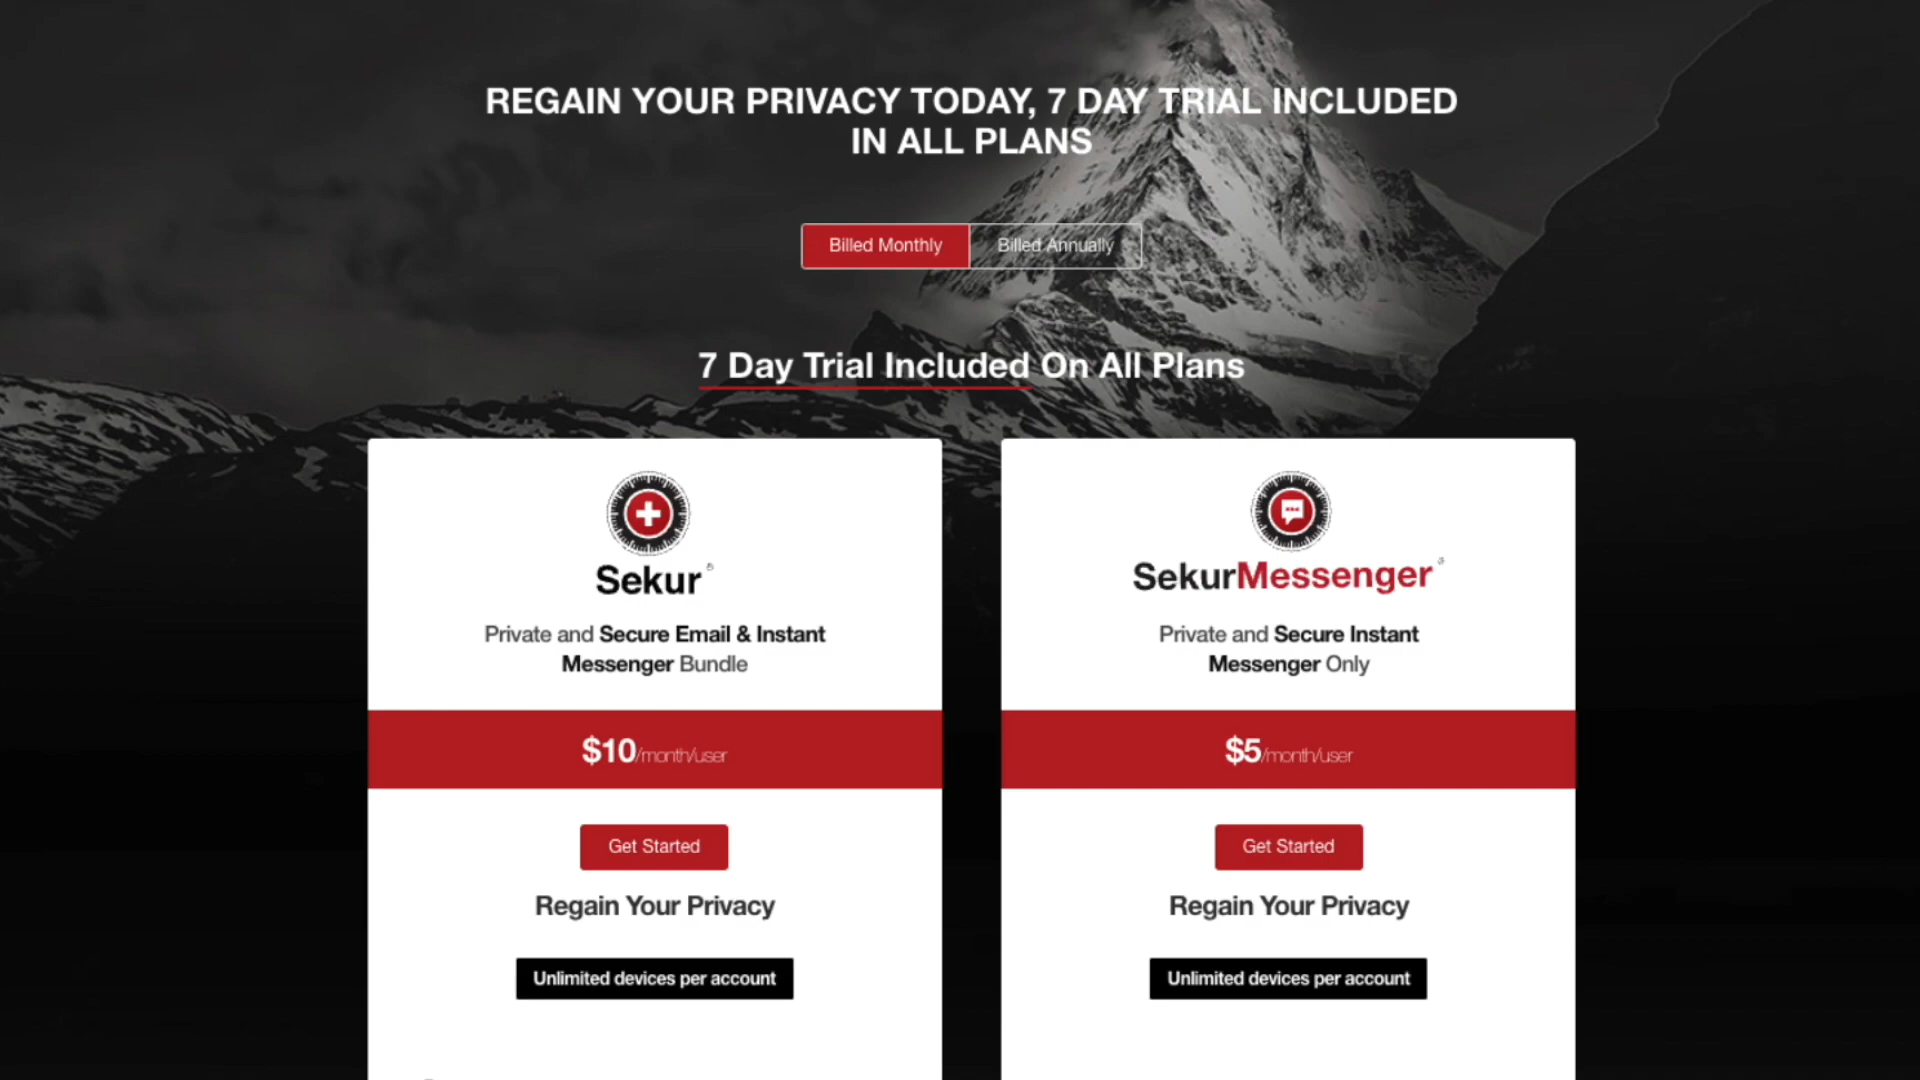 REGAIN YOUR PRIVACY TODAY, 7 DAY TRIAL INCLUDED
IN ALL PLANS
Billed Monthly
Billed Annually
7 Day Trial Included On All Plans
Sekur
Private and Secure Email & Instant
Messenger Bundle
$10/month/user
Get Started
Regain Your Privacy
Unlimited devices per account
SekurMessenger
Private and Secure Instant
Messenger Only
$5/month/user
Get Started
Regain Your Privacy
Unlimited devices per account